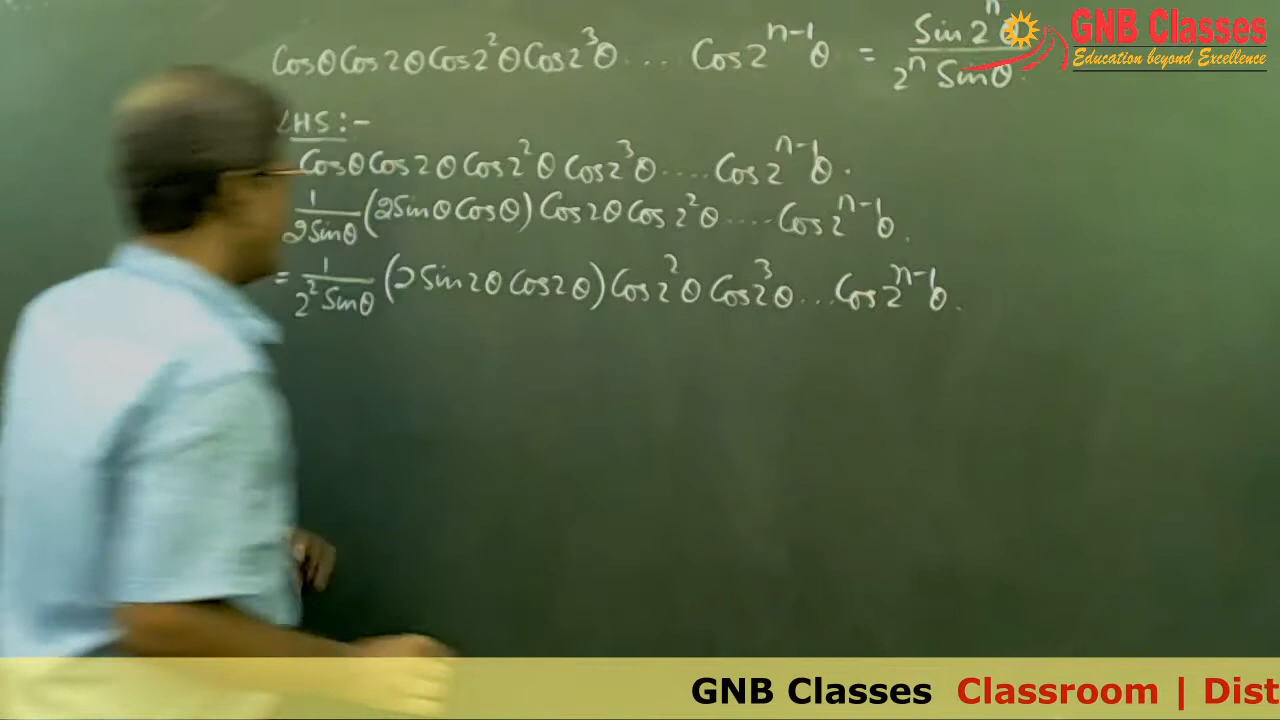 Cosθ Cos2θ Cos2²θ Cos2³θ .... Cos2ⁿ⁻¹θ = Sin2ⁿθ / 2ⁿ Sinθ.
GNB Classes
Education beyond Excellence
LHS:-
Cosθ Cos2θ Cos2²θ Cos2³θ .... Cos2ⁿ⁻¹θ.
1/2Sinθ (2Sinθ Cosθ) Cos2θ Cos2²θ .... Cos2ⁿ⁻¹θ.
= 1/2² Sinθ (2 Sin2θ Cos2θ) Cos2²θ Cos2³θ ... Cos2ⁿ⁻¹θ.
GNB Classes Classroom | Dist